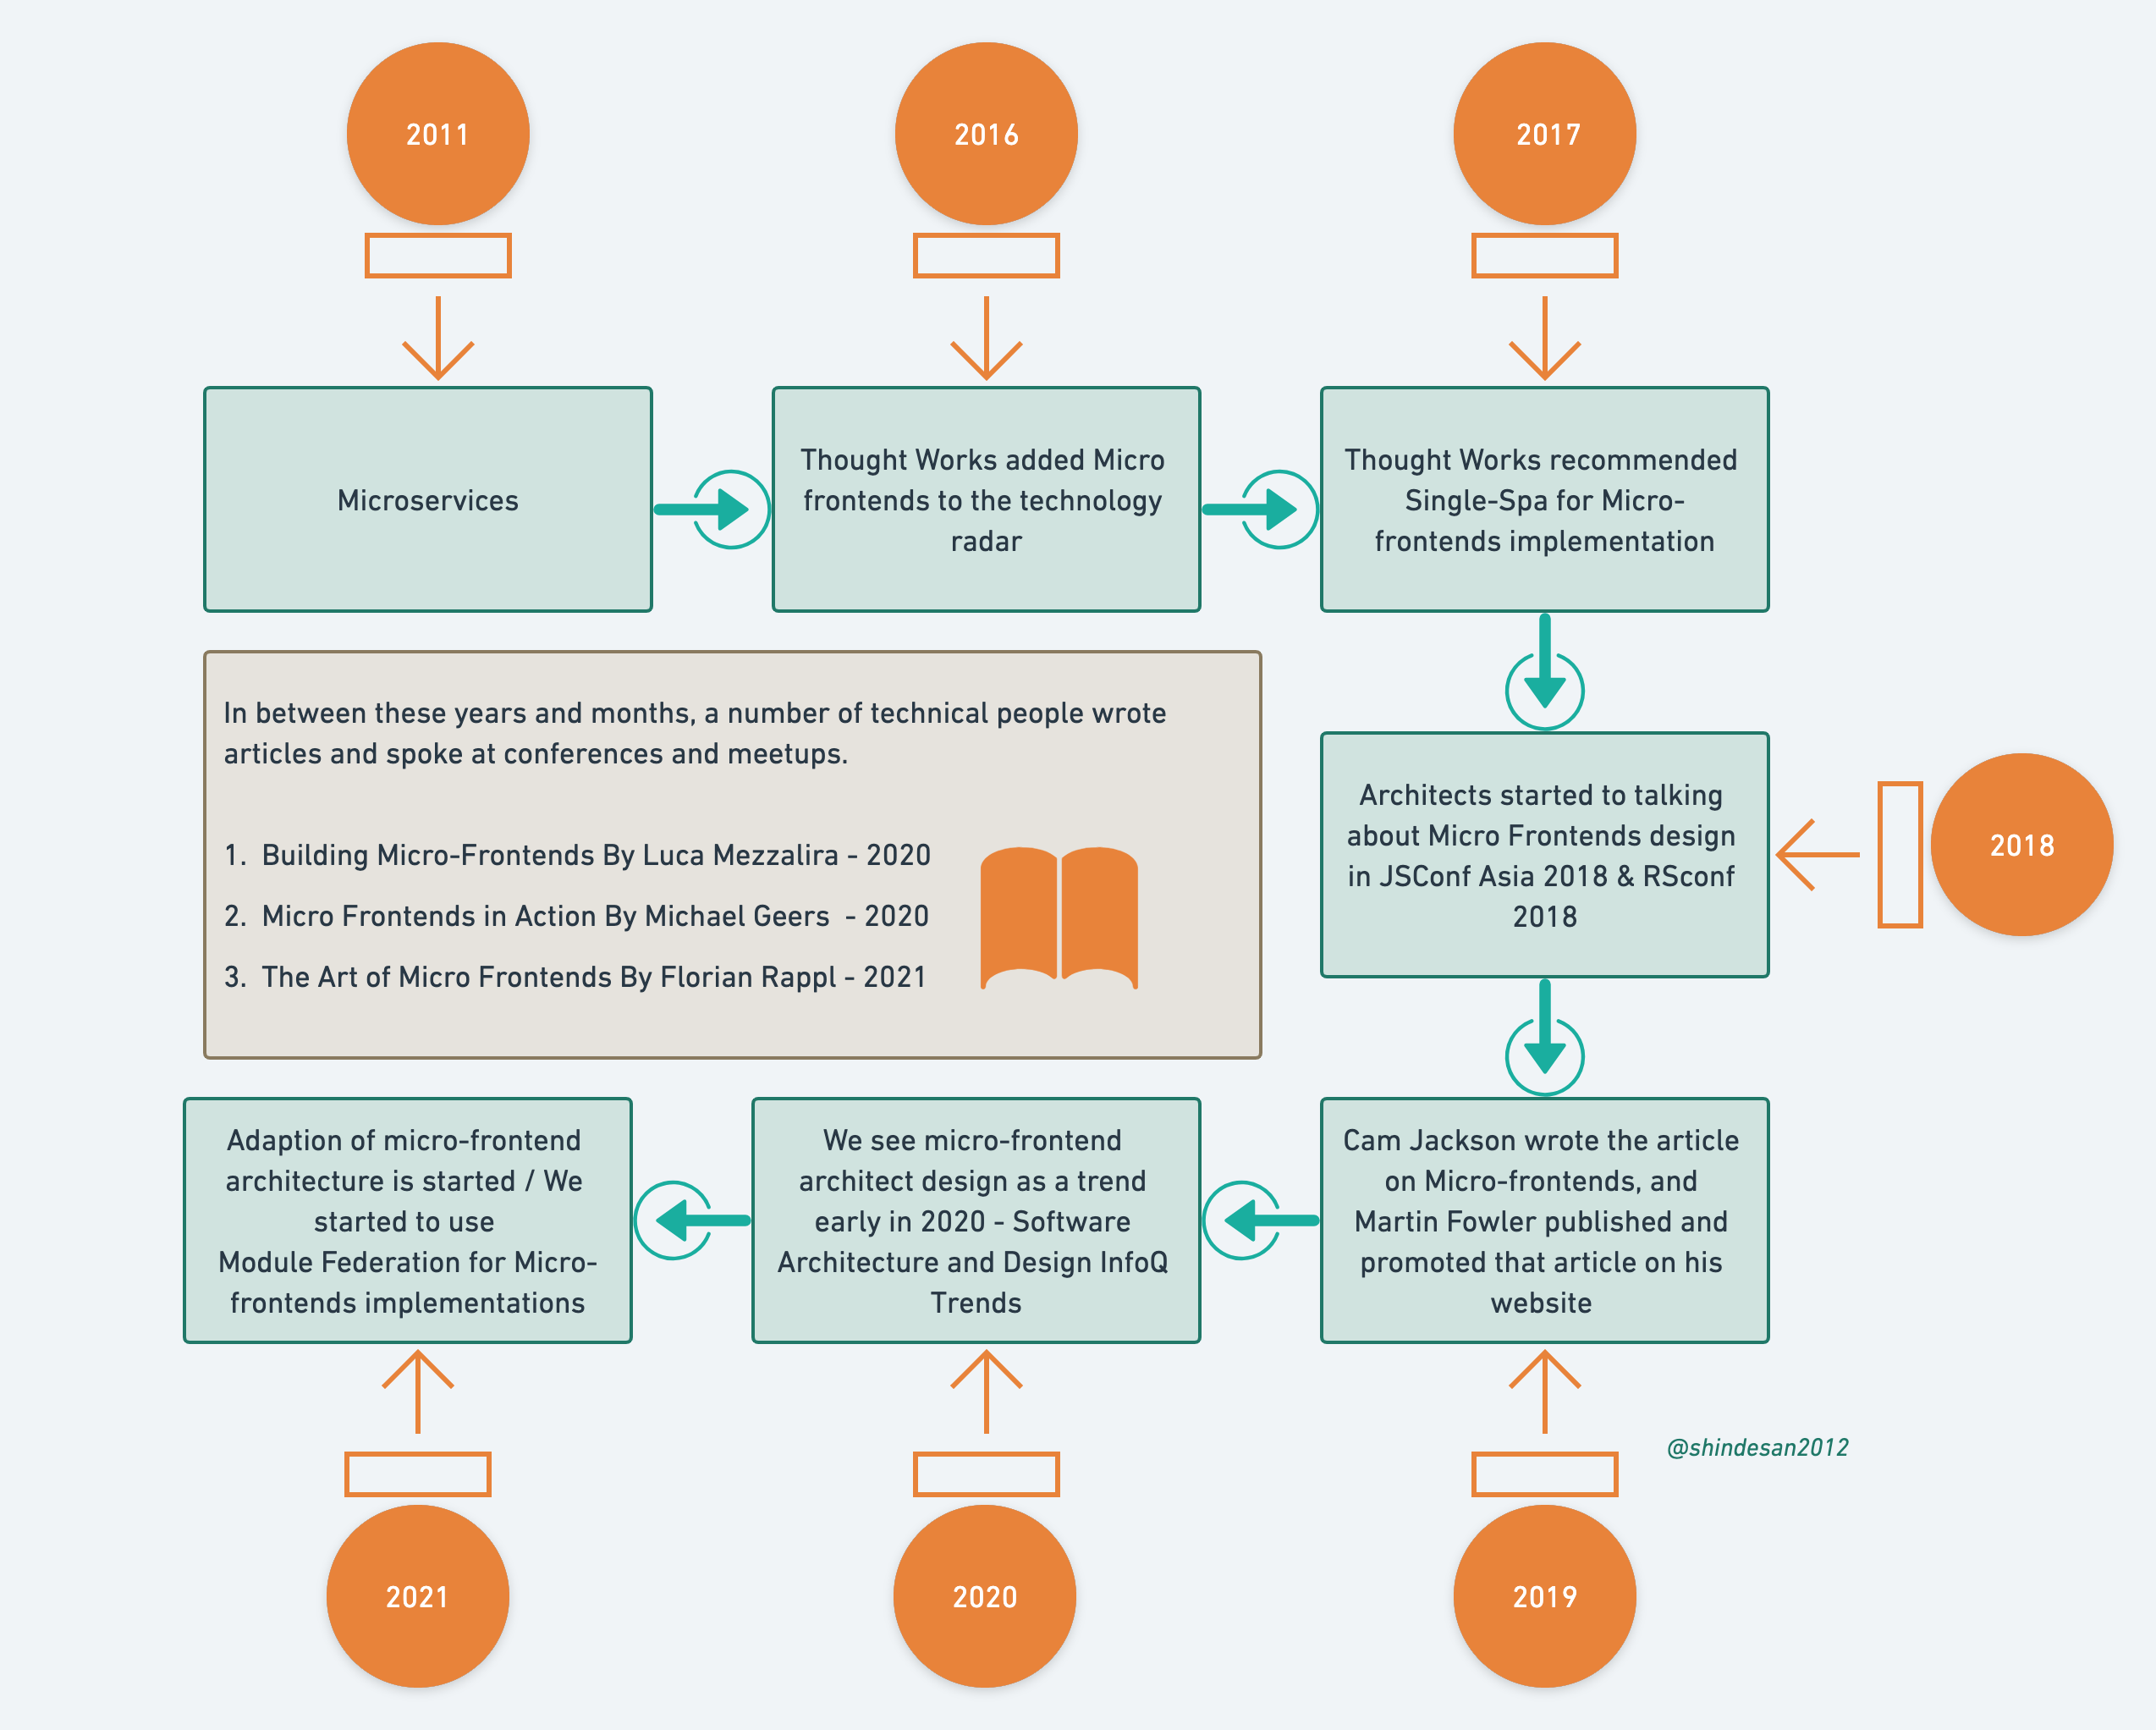 2011
2016
2017
Microservices
Thought Works added Micro
frontends to the technology
radar
Thought Works recommended
Single-Spa for Micro-
frontends implementation
In between these years and months, a number of technical people wrote
articles and spoke at conferences and meetups.
1. Building Micro-Frontends By Luca Mezzalira - 2020
2. Micro Frontends in Action By Michael Geers - 2020
3. The Art of Micro Frontends By Florian Rappl - 2021
Architects started to talking
about Micro Frontends design
in JSConf Asia 2018 & RSconf
2018
2018
Adaption of micro-frontend
architecture is started / We
started to use
Module Federation for Micro-
frontends implementations
We see micro-frontend
architect design as a trend
early in 2020 - Software
Architecture and Design InfoQ
Trends
Cam Jackson wrote the article
on Micro-frontends, and
Martin Fowler published and
promoted that article on his
website
@shindesan2012
2021
2020
2019